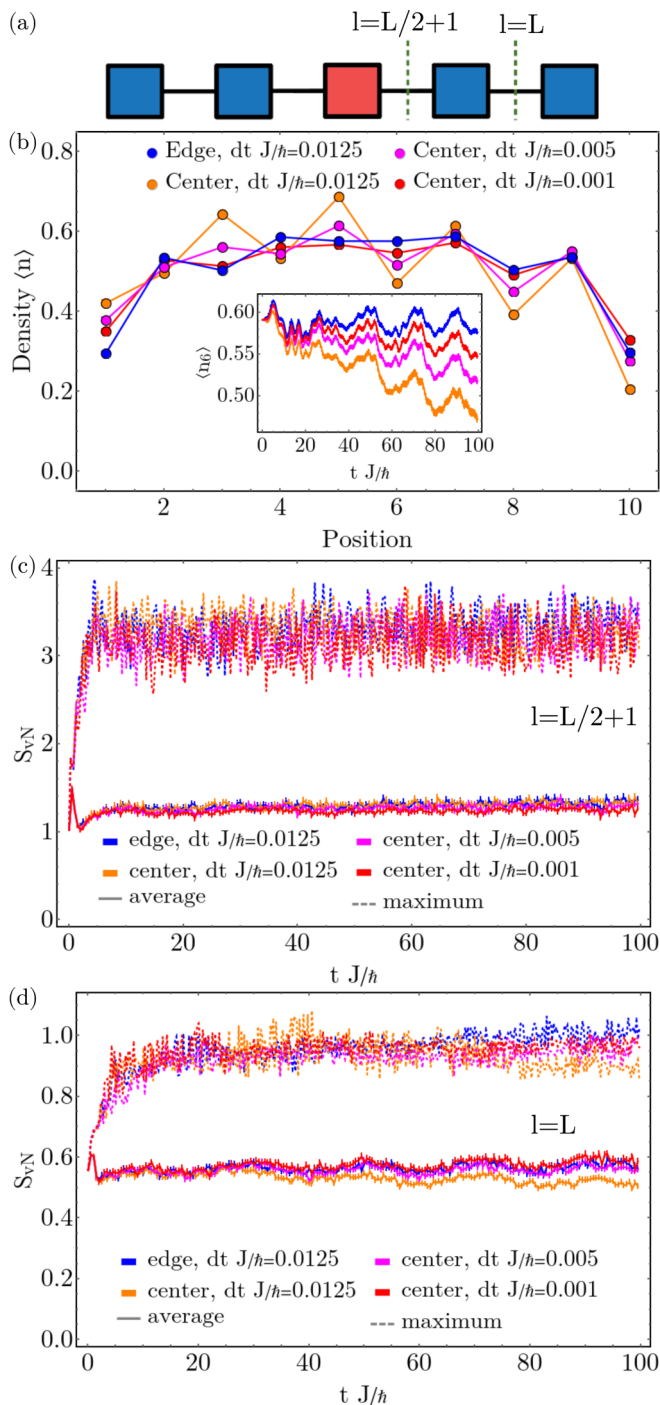 (a)
l=L/2+1 l=L
(b)
0.8
Edge, dt J/ħ=0.0125 Center, dt J/ħ=0.005
Center, dt J/ħ=0.0125 Center, dt J/ħ=0.001
0.6
0.4
0.2
0.0
Density ⟨n⟩
0.60
0.55
0.50
⟨n₆⟩
0 20 40 60 80 100
t J/ħ
2 4 6 8 10
Position
(c)
4
3
2
1
0
SvN
l=L/2+1
edge, dt J/ħ=0.0125 center, dt J/ħ=0.005
center, dt J/ħ=0.0125 center, dt J/ħ=0.001
average maximum
0 20 40 60 80 100
t J/ħ
(d)
1.0
0.8
0.6
0.4
0.2
0.0
SvN
l=L
edge, dt J/ħ=0.0125 center, dt J/ħ=0.005
center, dt J/ħ=0.0125 center, dt J/ħ=0.001
average maximum
0 20 40 60 80 100
t J/ħ